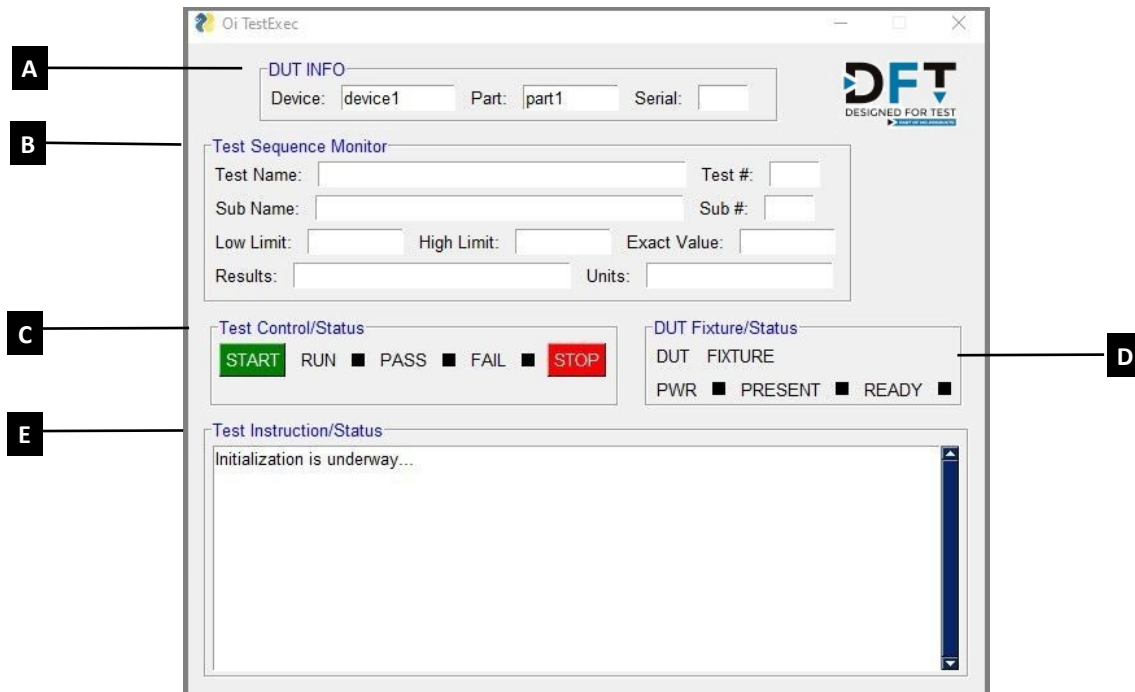 Oi TestExec
A
DUT INFO
Device: device1 Part: part1 Serial:
DFT
DESIGNED FOR TEST
B
Test Sequence Monitor
Test Name: Test #:
Sub Name: Sub #:
Low Limit: High Limit: Exact Value:
Results: Units:
C
Test Control/Status
START RUN PASS FAIL STOP
DUT Fixture/Status
DUT FIXTURE
PWR PRESENT READY
D
E
Test Instruction/Status
Initialization is underway...